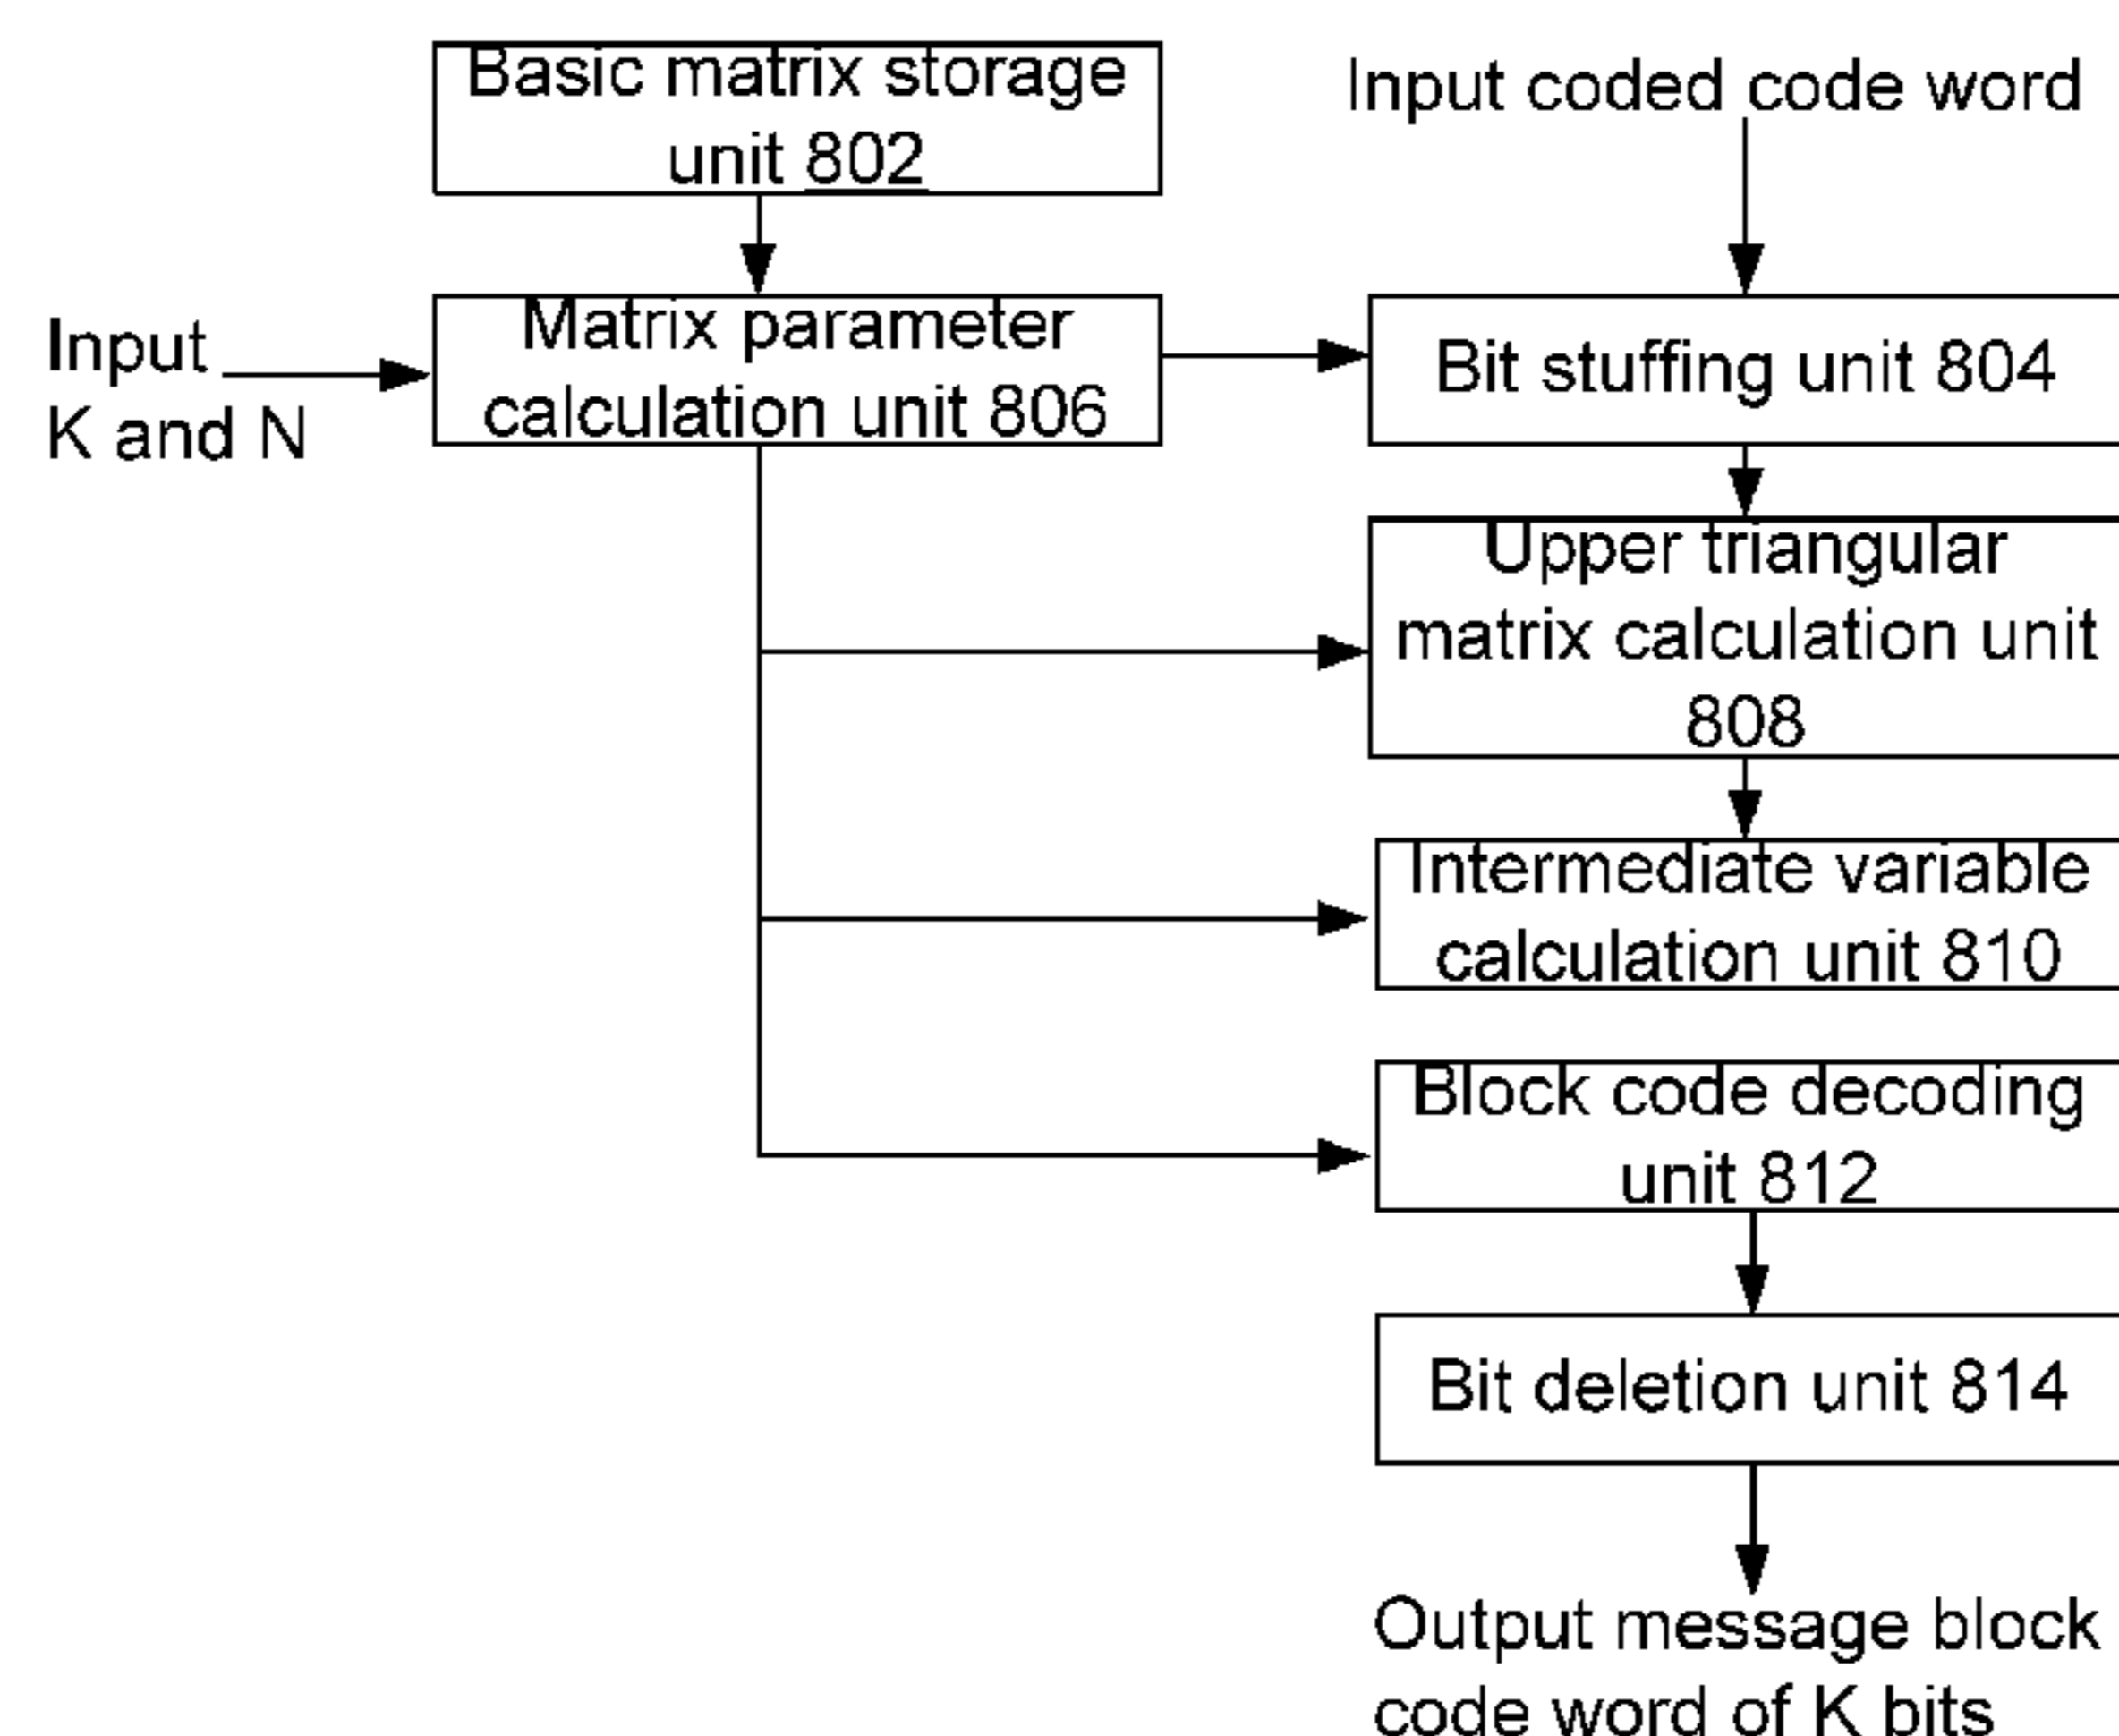 Basic matrix storage
unit 802
Input coded code word
Input
K and N
Matrix parameter
calculation unit 806
Bit stuffing unit 804
Upper triangular
matrix calculation unit
808
Intermediate variable
calculation unit 810
Block code decoding
unit 812
Bit deletion unit 814
Output message block
code word of K bits